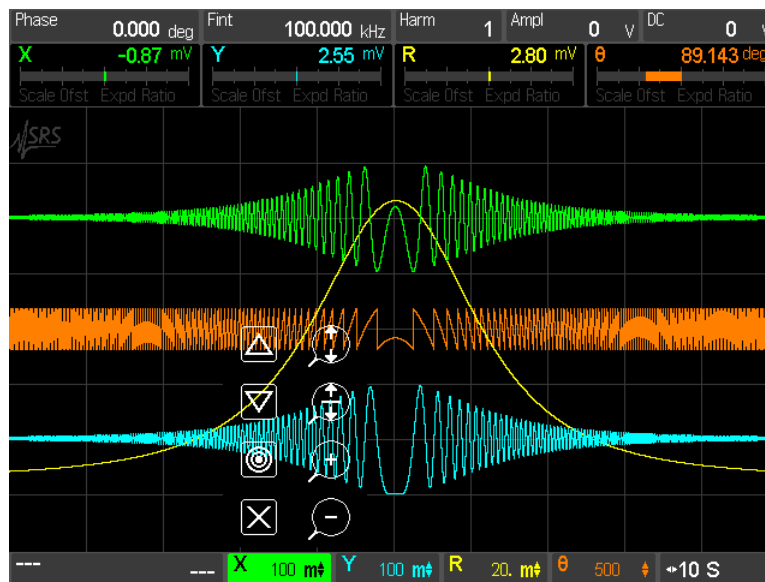 Phase 0.000 deg Fint 100.000 kHz Harm 1 Ampl 0 V DC 0 V
X -0.87 mV Y 2.55 mV R 2.80 mV θ 89.143 deg
Scale Ofst Expd Ratio Scale Ofst Expd Ratio Scale Ofst Expd Ratio Scale Ofst Expd Ratio
SRS
--- --- X 100 m Y 100 m R 20. m θ 500 10 S